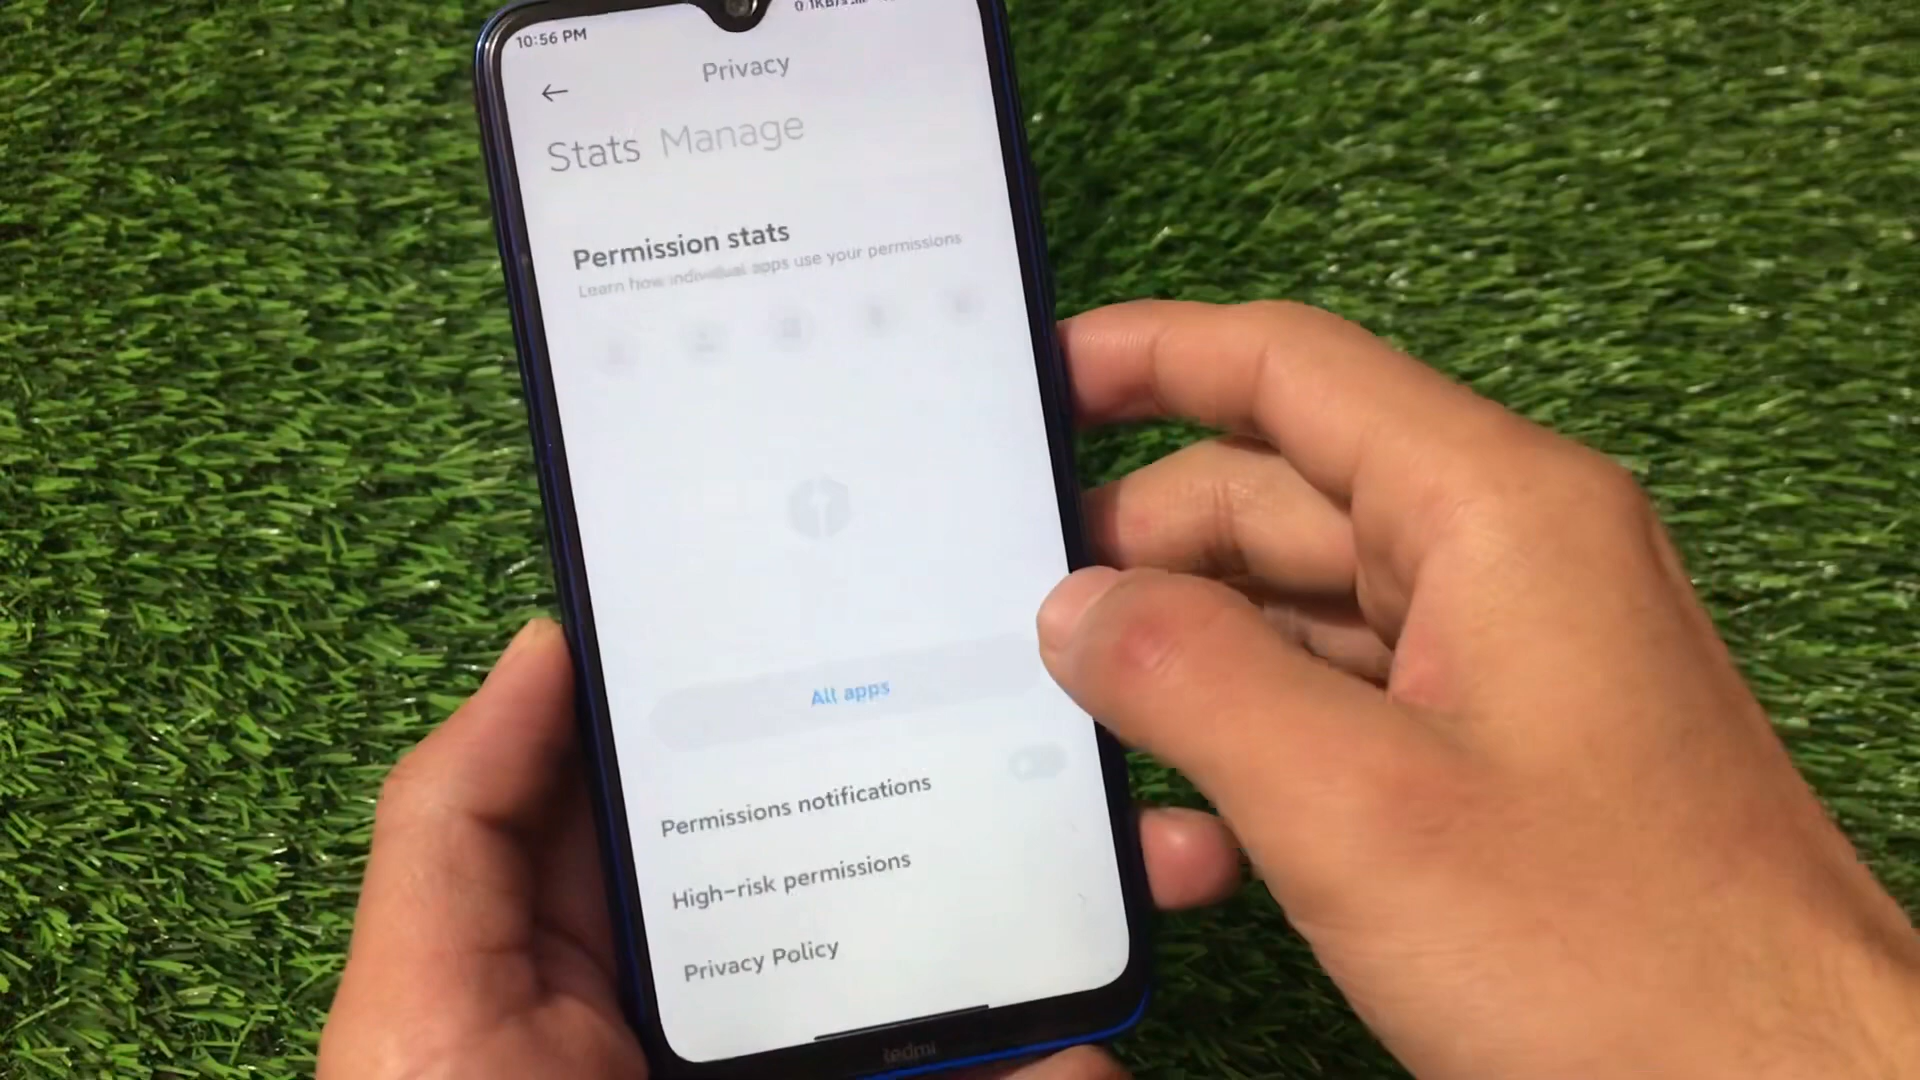 10:56 PM
Privacy
Stats Manage
Permission stats
Learn how individual apps use your permissions
All apps
Permissions notifications
High-risk permissions
Privacy Policy
Redmi